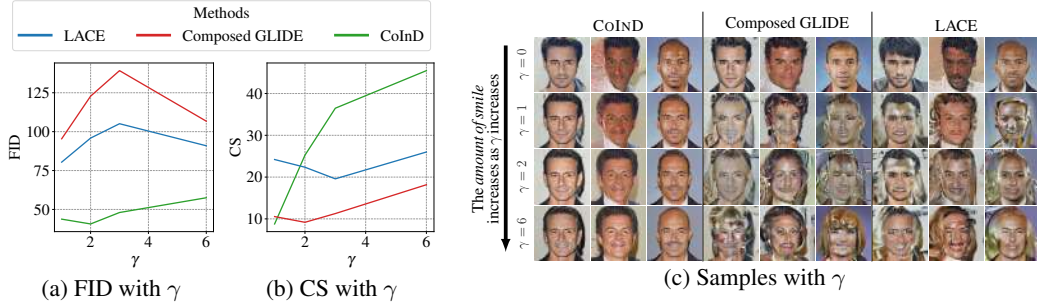 Methods
LACE
Composed GLIDE
CoInD
125
100
75
50
FID
2
4
6
γ
(a) FID with γ
40
30
20
10
CS
2
4
6
γ
(b) CS with γ
COIND
Composed GLIDE
LACE
The amount of smile
increases as γ increases
γ = 0
γ = 1
γ = 2
γ = 6
(c) Samples with γ